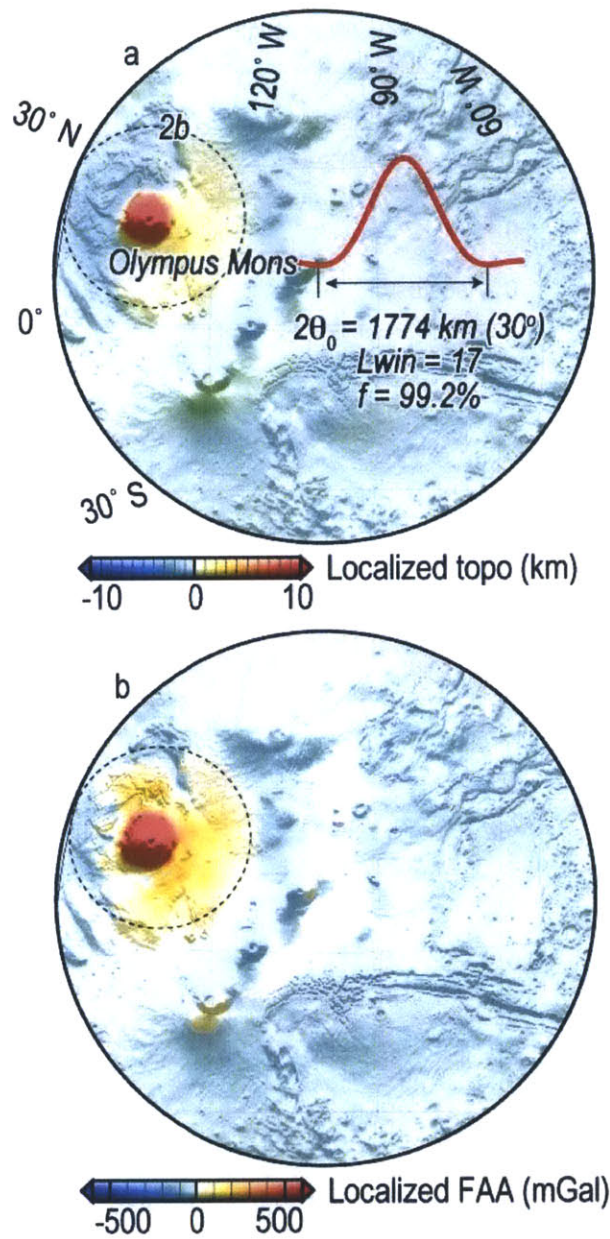 a
120° W
90° W
60° W
30° N
2b
Olympus Mons
0°
2θ₀ = 1774 km (30°)
Lwin = 17
f = 99.2%
30° S
Localized topo (km)
-10 0 10
b
Localized FAA (mGal)
-500 0 500